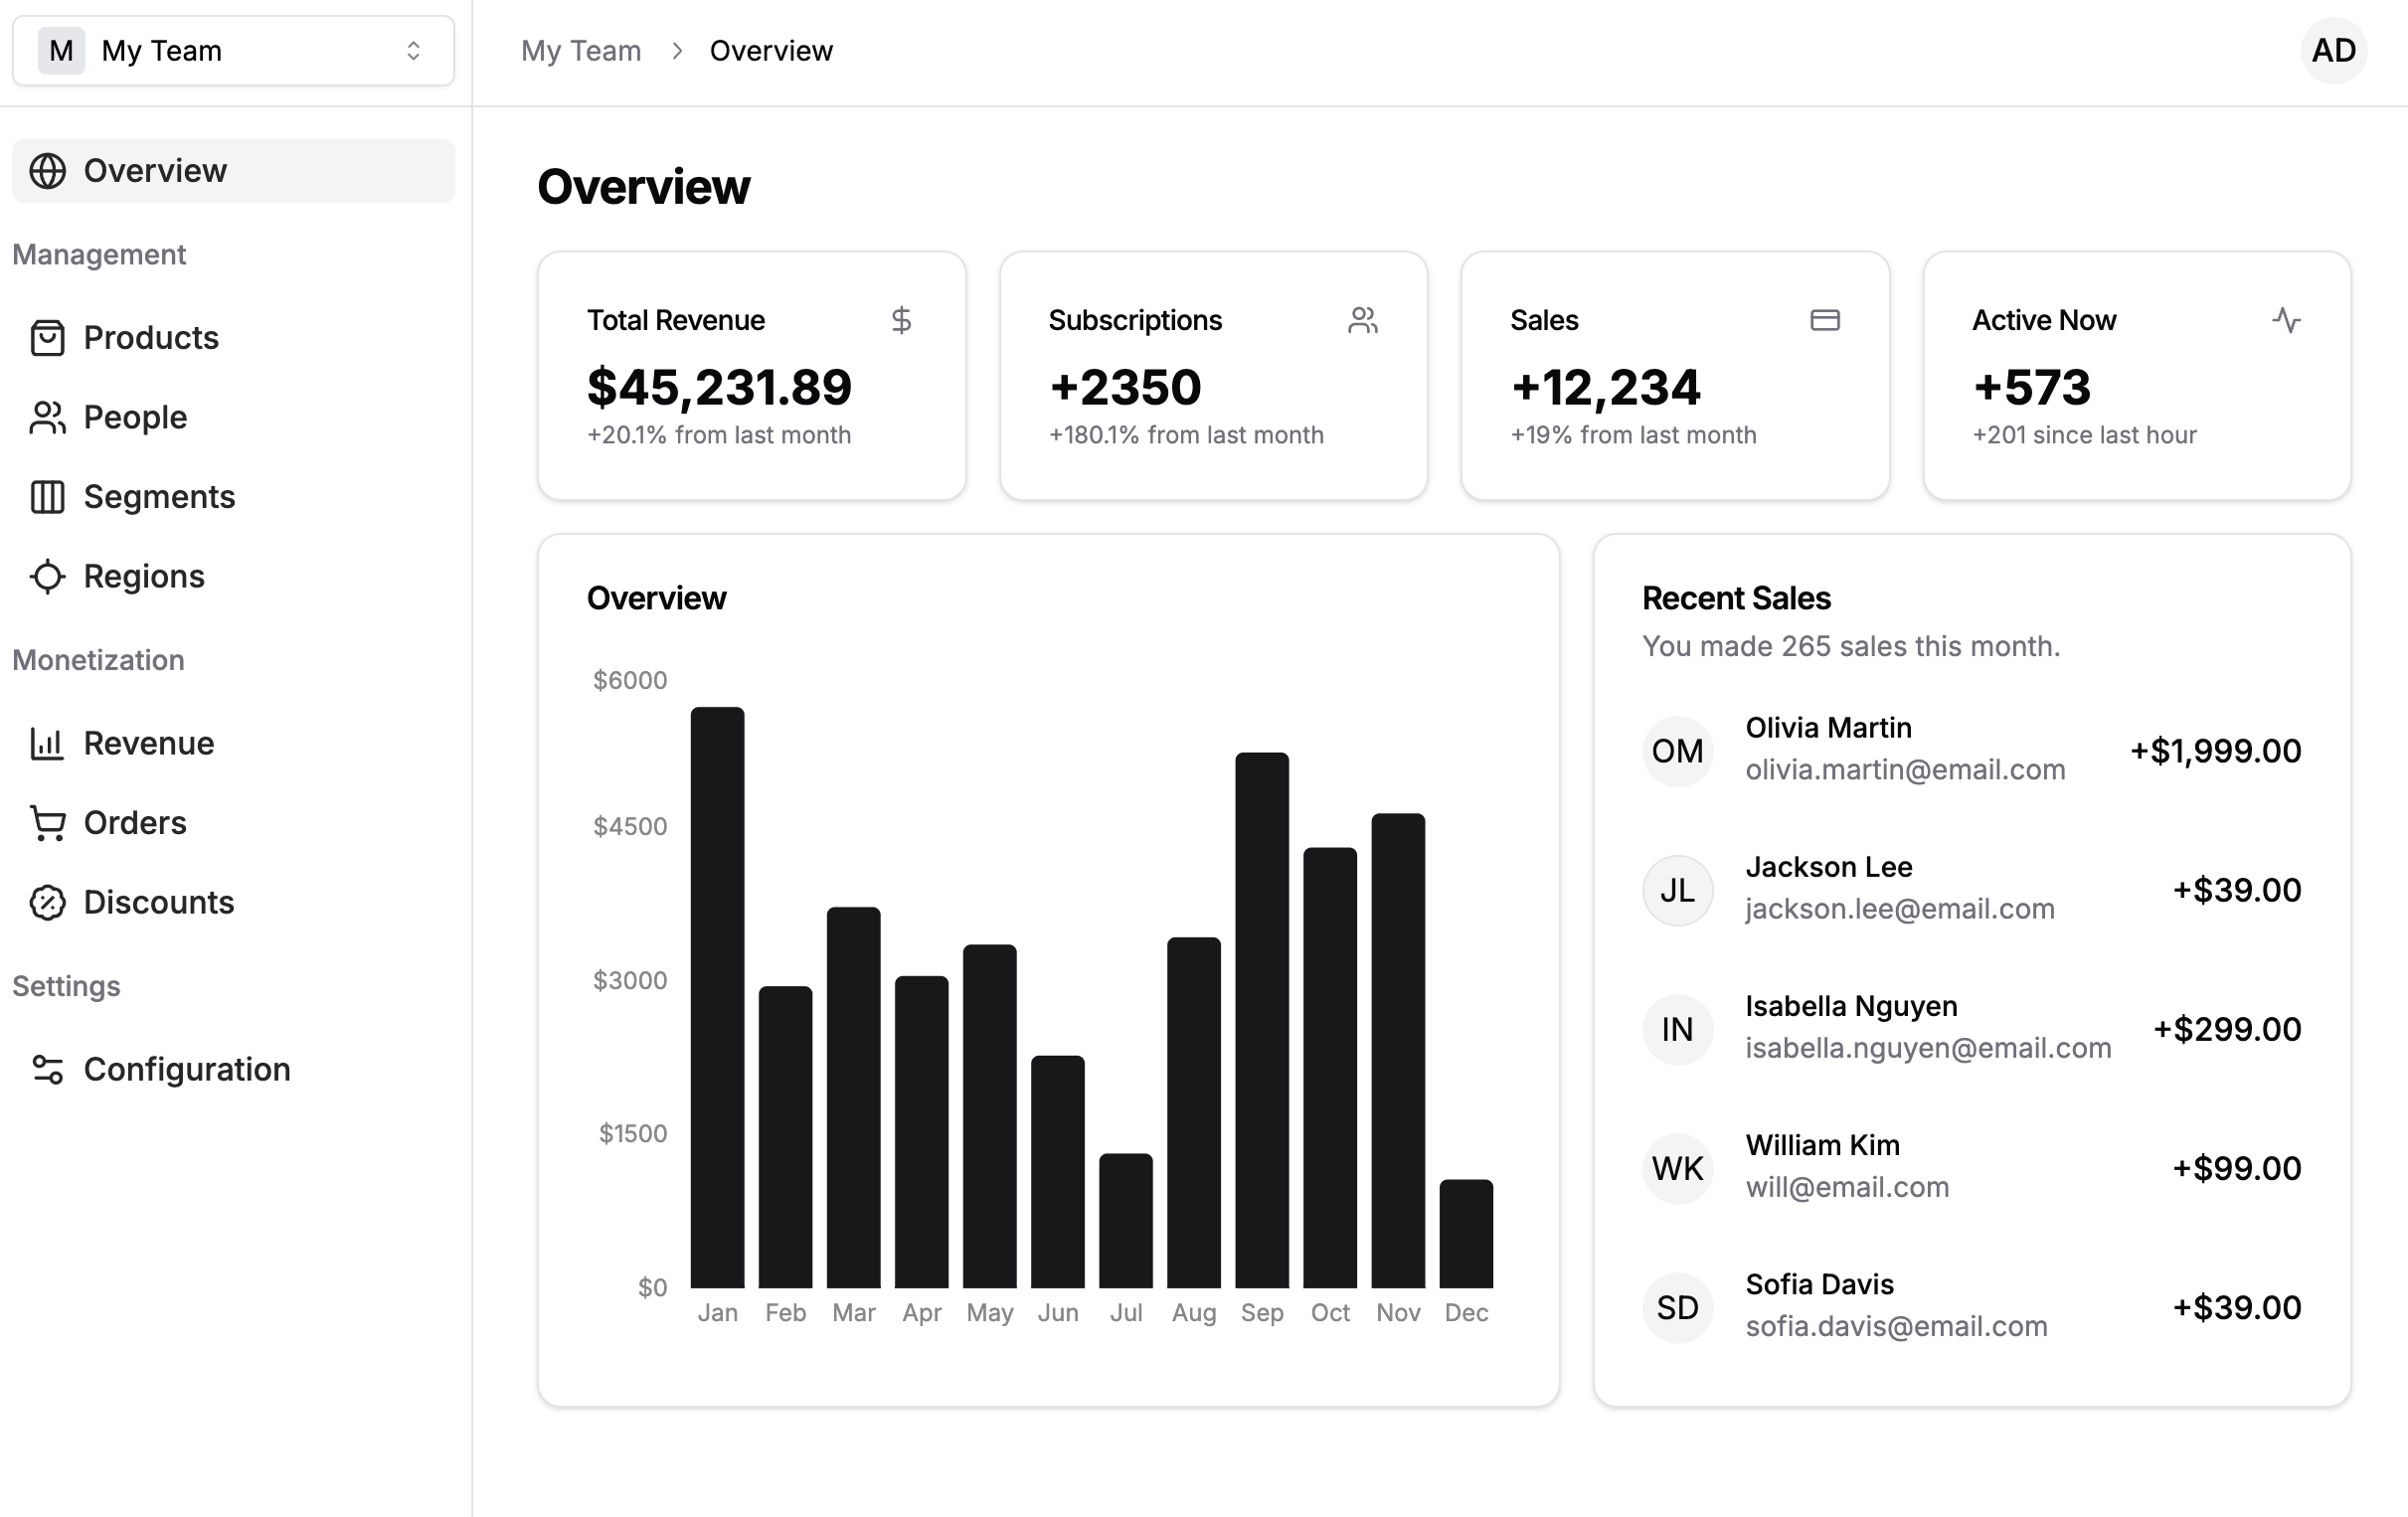 M My Team
My Team > Overview
AD
Overview
Management
Products
People
Segments
Regions
Monetization
Revenue
Orders
Discounts
Settings
Configuration
Overview
Total Revenue
$45,231.89
+20.1% from last month
Subscriptions
+2350
+180.1% from last month
Sales
+12,234
+19% from last month
Active Now
+573
+201 since last hour
Overview
$6000
$4500
$3000
$1500
$0
Jan Feb Mar Apr May Jun Jul Aug Sep Oct Nov Dec
Recent Sales
You made 265 sales this month.
OM
Olivia Martin
olivia.martin@email.com
+$1,999.00
JL
Jackson Lee
jackson.lee@email.com
+$39.00
IN
Isabella Nguyen
isabella.nguyen@email.com
+$299.00
WK
William Kim
will@email.com
+$99.00
SD
Sofia Davis
sofia.davis@email.com
+$39.00